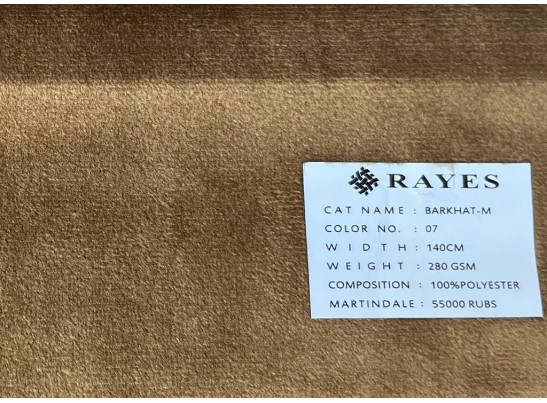 RAYES
CAT NAME : BARKHAT-M
COLOR NO. : 07
WIDTH : 140CM
WEIGHT : 280 GSM
COMPOSITION : 100%POLYESTER
MARTINDALE : 55000 RUBS